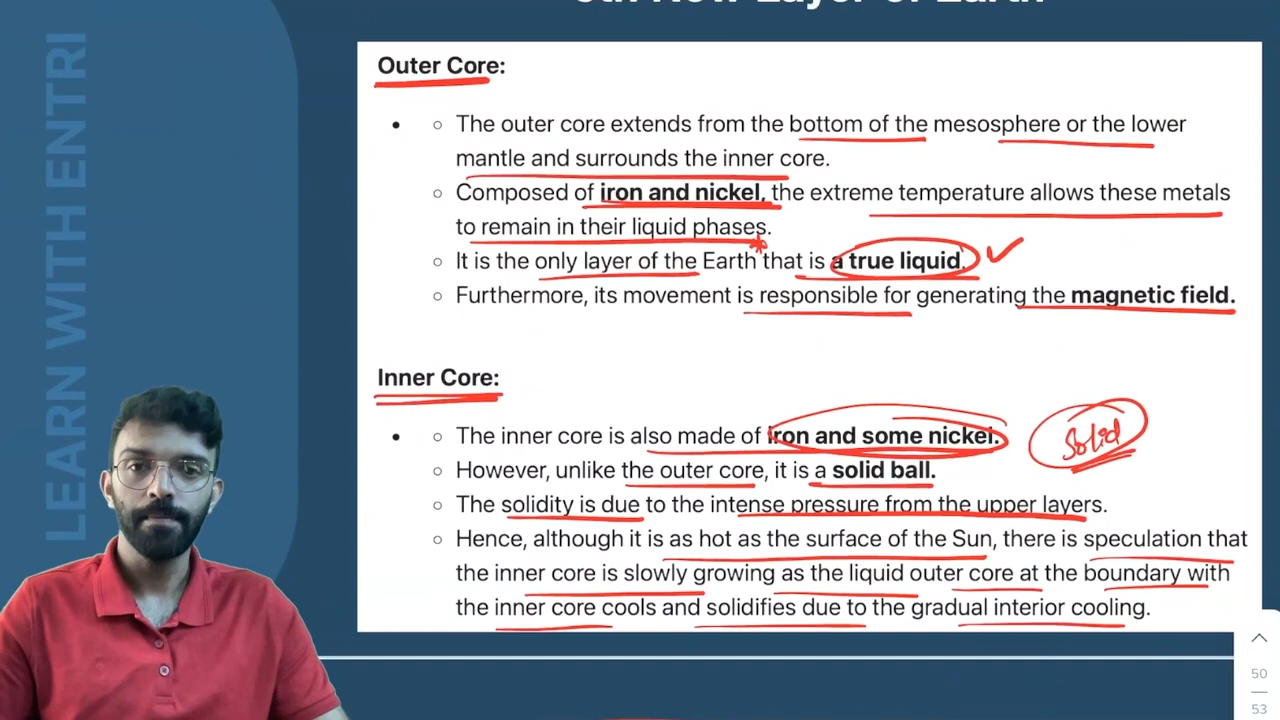 5th New Layer of Earth
LEARN WITH ENTRI
Outer Core:
The outer core extends from the bottom of the mesosphere or the lower
mantle and surrounds the inner core.
Composed of iron and nickel, the extreme temperature allows these metals
to remain in their liquid phases.
It is the only layer of the Earth that is a true liquid.
Furthermore, its movement is responsible for generating the magnetic field.
Inner Core:
The inner core is also made of iron and some nickel.
Solid
However, unlike the outer core, it is a solid ball.
The solidity is due to the intense pressure from the upper layers.
Hence, although it is as hot as the surface of the Sun, there is speculation that
the inner core is slowly growing as the liquid outer core at the boundary with
the inner core cools and solidifies due to the gradual interior cooling.
50
53